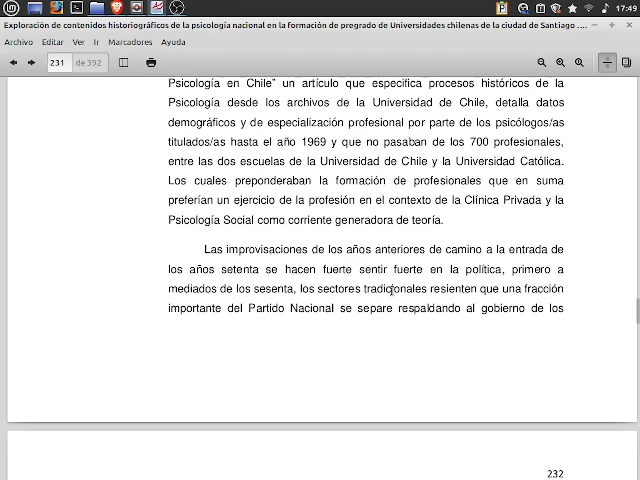 17:49
Exploración de contenidos historiográficos de la psicología nacional en la formación de pregrado de Universidades chilenas de la ciudad de Santiago ....
Archivo Editar Ver Ir Marcadores Ayuda
231 de 392
Psicología en Chile” un artículo que especifica procesos históricos de la
Psicología desde los archivos de la Universidad de Chile, detalla datos
demográficos y de especialización profesional por parte de los psicólogos/as
titulados/as hasta el año 1969 y que no pasaban de los 700 profesionales,
entre las dos escuelas de la Universidad de Chile y la Universidad Católica.
Los cuales preponderaban la formación de profesionales que en suma
preferían un ejercicio de la profesión en el contexto de la Clínica Privada y la
Psicología Social como corriente generadora de teoría.
Las improvisaciones de los años anteriores de camino a la entrada de
los años setenta se hacen fuerte sentir fuerte en la política, primero a
mediados de los sesenta, los sectores tradicionales resienten que una fracción
importante del Partido Nacional se separe respaldando al gobierno de los
232